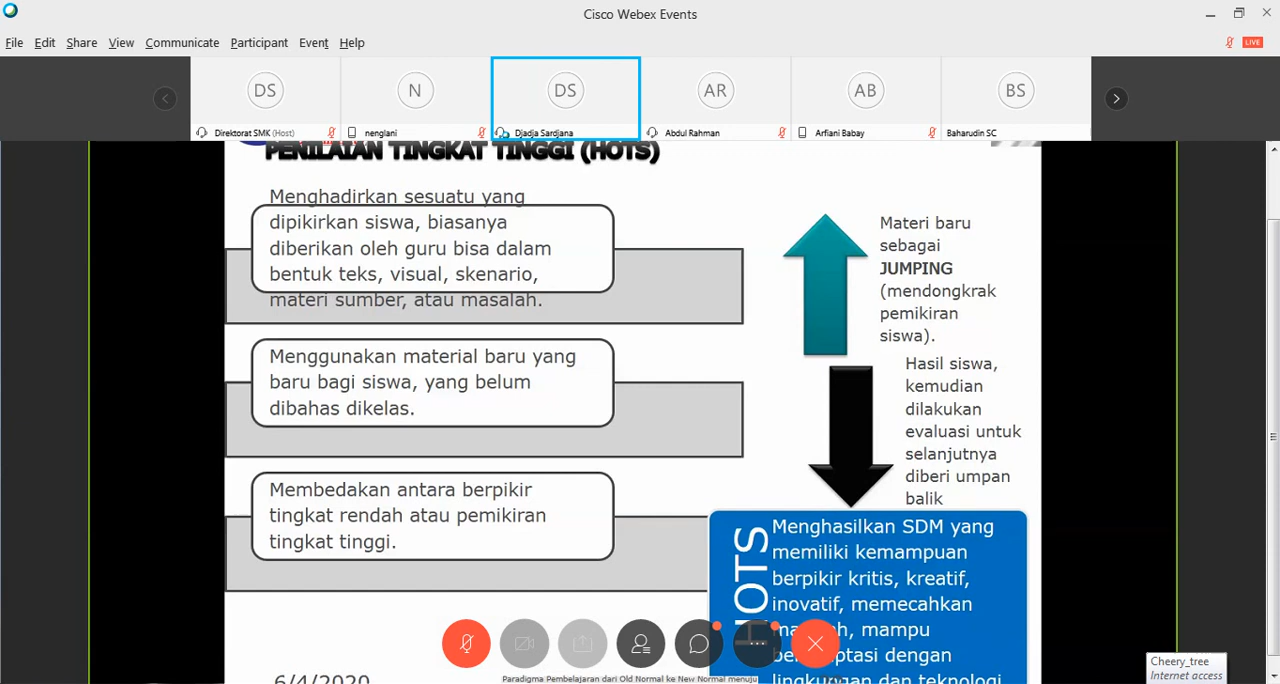 Cisco Webex Events
File Edit Share View Communicate Participant Event Help
LIVE
DS N DS AR AB BS
Direktorat SMK (Host) nenglani Djadja Sardjana Abdul Rahman Arfiani Babay Baharudin SC
PENILAIAN TINGKAT TINGGI (HOTS)
Menghadirkan sesuatu yang
dipikirkan siswa, biasanya
diberikan oleh guru bisa dalam
bentuk teks, visual, skenario,
materi sumber, atau masalah.
Menggunakan material baru yang
baru bagi siswa, yang belum
dibahas dikelas.
Membedakan antara berpikir
tingkat rendah atau pemikiran
tingkat tinggi.
Materi baru
sebagai
JUMPING
(mendongkrak
pemikiran
siswa).
Hasil siswa,
kemudian
dilakukan
evaluasi untuk
selanjutnya
diberi umpan
balik
HOTS
Menghasilkan SDM yang
memiliki kemampuan
berpikir kritis, kreatif,
inovatif, memecahkan
mampu
dengan
lingkungan dan teknologi
6/4/2020
Paradigma Pembelajaran dari Old Normal ke New Normal menuju
Cheery_tree
Internet access